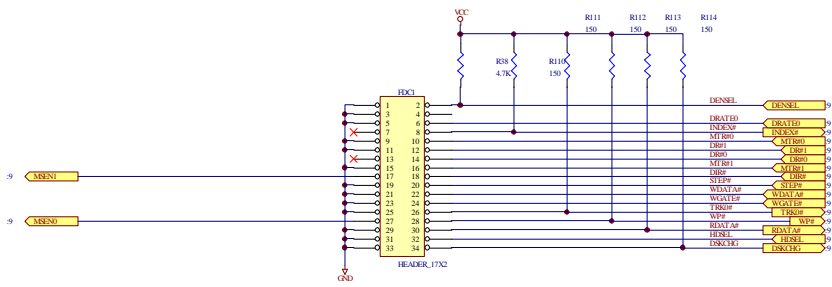 VCC
R111 R112 R113 R114
150 150 150 150
R38 R110
4.7K 150
FDC1
1 2 DENSEL DENSEL :9
3 4
5 6 DRATE0 DRATE0 :9
7 8 INDEX# INDEX# :9
9 10 MTR#0 MTR#0 :9
11 12 DR#1 DR#1 :9
13 14 DR#0 DR#0 :9
15 16 MTR#1 MTR#1 :9
:9 MSEN1 17 18 DIR# DIR# :9
19 20 STEP# STEP# :9
21 22 WDATA# WDATA# :9
23 24 WGATE# WGATE# :9
25 26 TRK0# TRK0# :9
:9 MSEN0 27 28 WP# WP# :9
29 30 RDATA# RDATA# :9
31 32 HDSEL HDSEL :9
33 34 DSKCHG DSKCHG :9
HEADER_17X2
GND